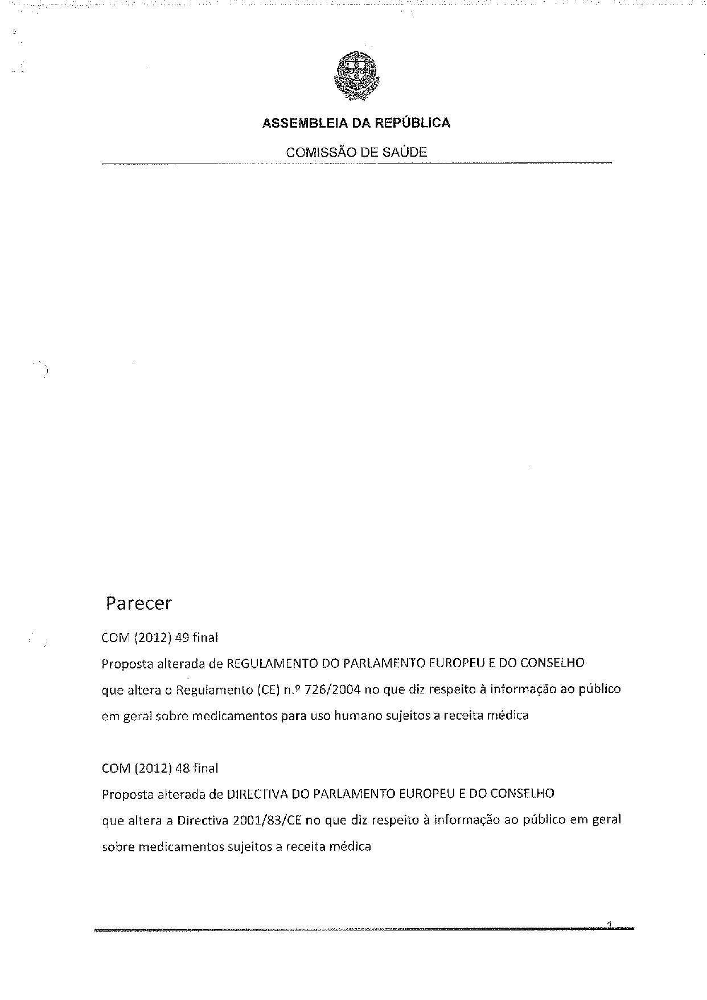 ASSEMBLEIA DA REPÚBLICA
COMISSÃO DE SAÚDE
Parecer
COM (2012) 49 final
Proposta alterada de REGULAMENTO DO PARLAMENTO EUROPEU E DO CONSELHO
que altera o Regulamento (CE) n.º 726/2004 no que diz respeito à informação ao público
em geral sobre medicamentos para uso humano sujeitos a receita médica
COM (2012) 48 final
Proposta alterada de DIRECTIVA DO PARLAMENTO EUROPEU E DO CONSELHO
que altera a Directiva 2001/83/CE no que diz respeito à informação ao público em geral
sobre medicamentos sujeitos a receita médica
1